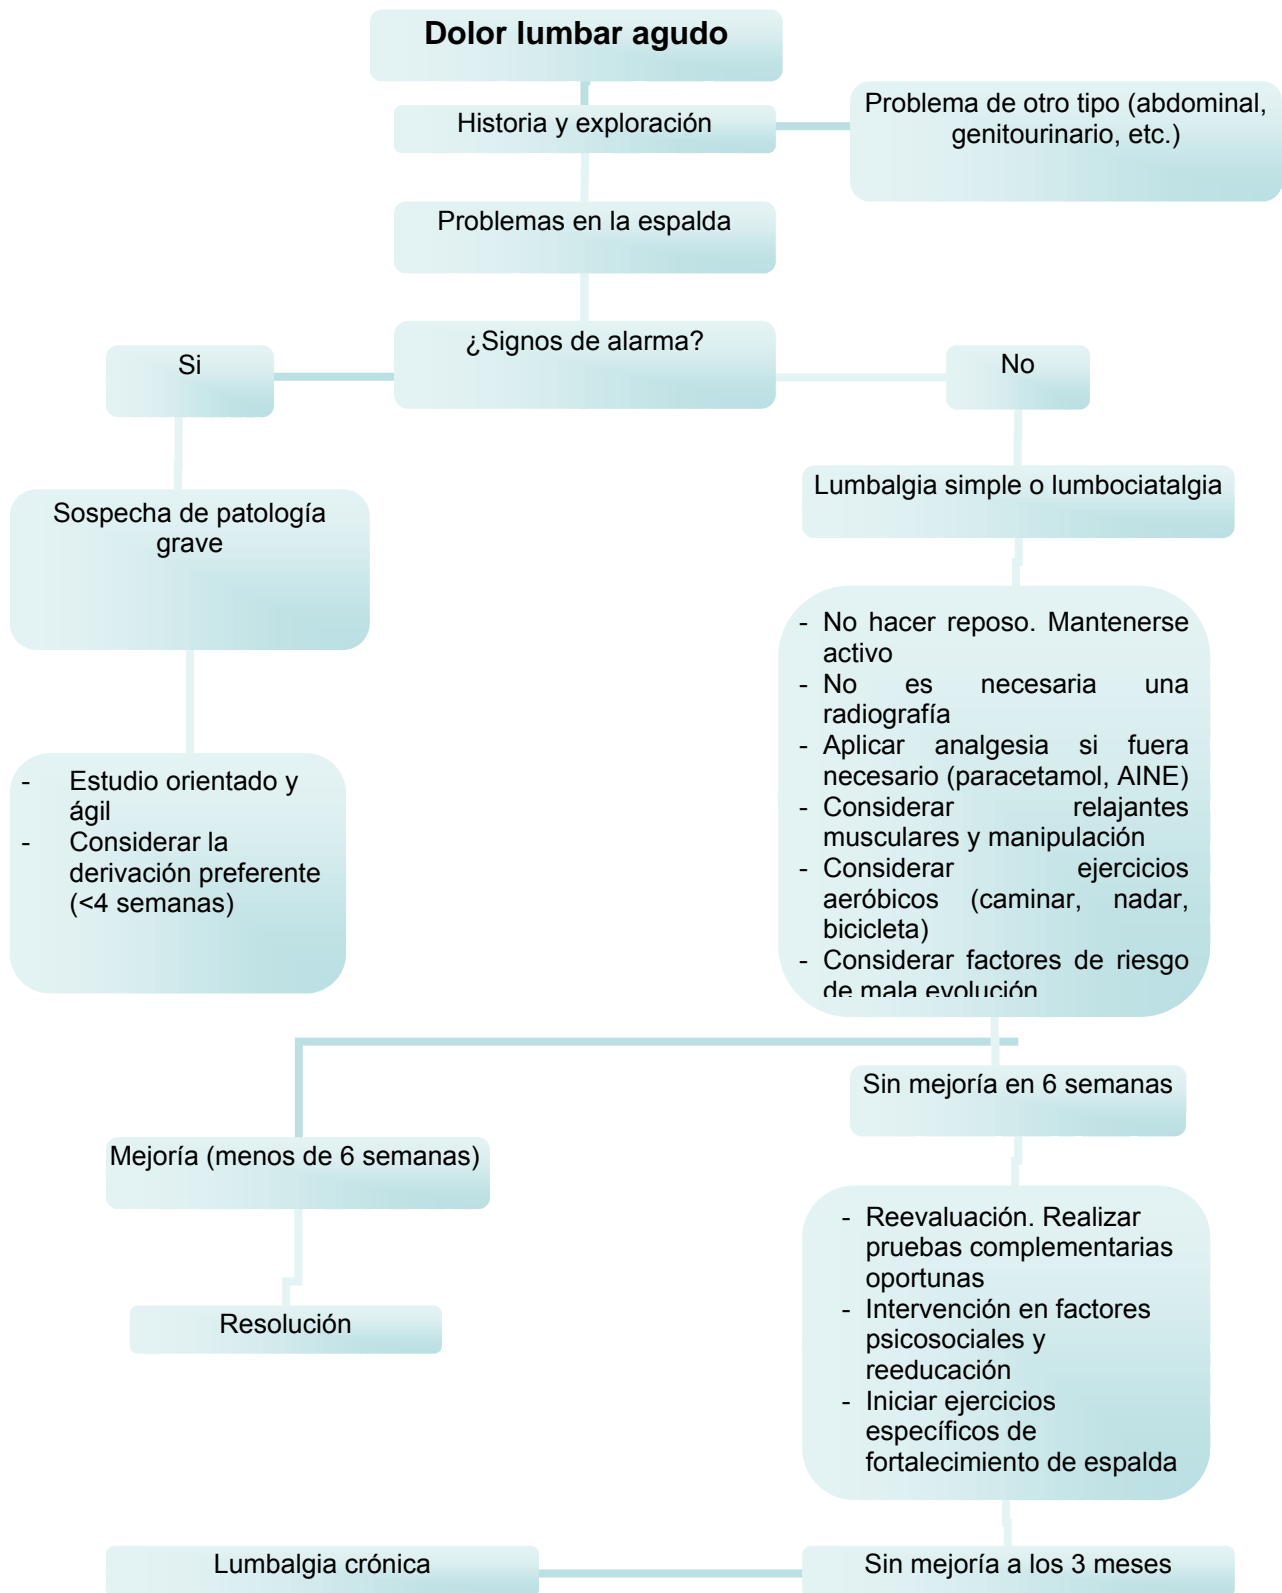 Dolor lumbar agudo
Historia y exploración
Problema de otro tipo (abdominal,
genitourinario, etc.)
Problemas en la espalda
¿Signos de alarma?
Si
No
Sospecha de patología
grave
Lumbalgia simple o lumbociatalgia
- Estudio orientado y
ágil
- Considerar la
derivación preferente
(<4 semanas)
- No hacer reposo. Mantenerse
activo
- No es necesaria una
radiografía
- Aplicar analgesia si fuera
necesario (paracetamol, AINE)
- Considerar relajantes
musculares y manipulación
- Considerar ejercicios
aeróbicos (caminar, nadar,
bicicleta)
- Considerar factores de riesgo
de mala evolución
Sin mejoría en 6 semanas
Mejoría (menos de 6 semanas)
Resolución
- Reevaluación. Realizar
pruebas complementarias
oportunas
- Intervención en factores
psicosociales y
reeducación
- Iniciar ejercicios
específicos de
fortalecimiento de espalda
Lumbalgia crónica
Sin mejoría a los 3 meses